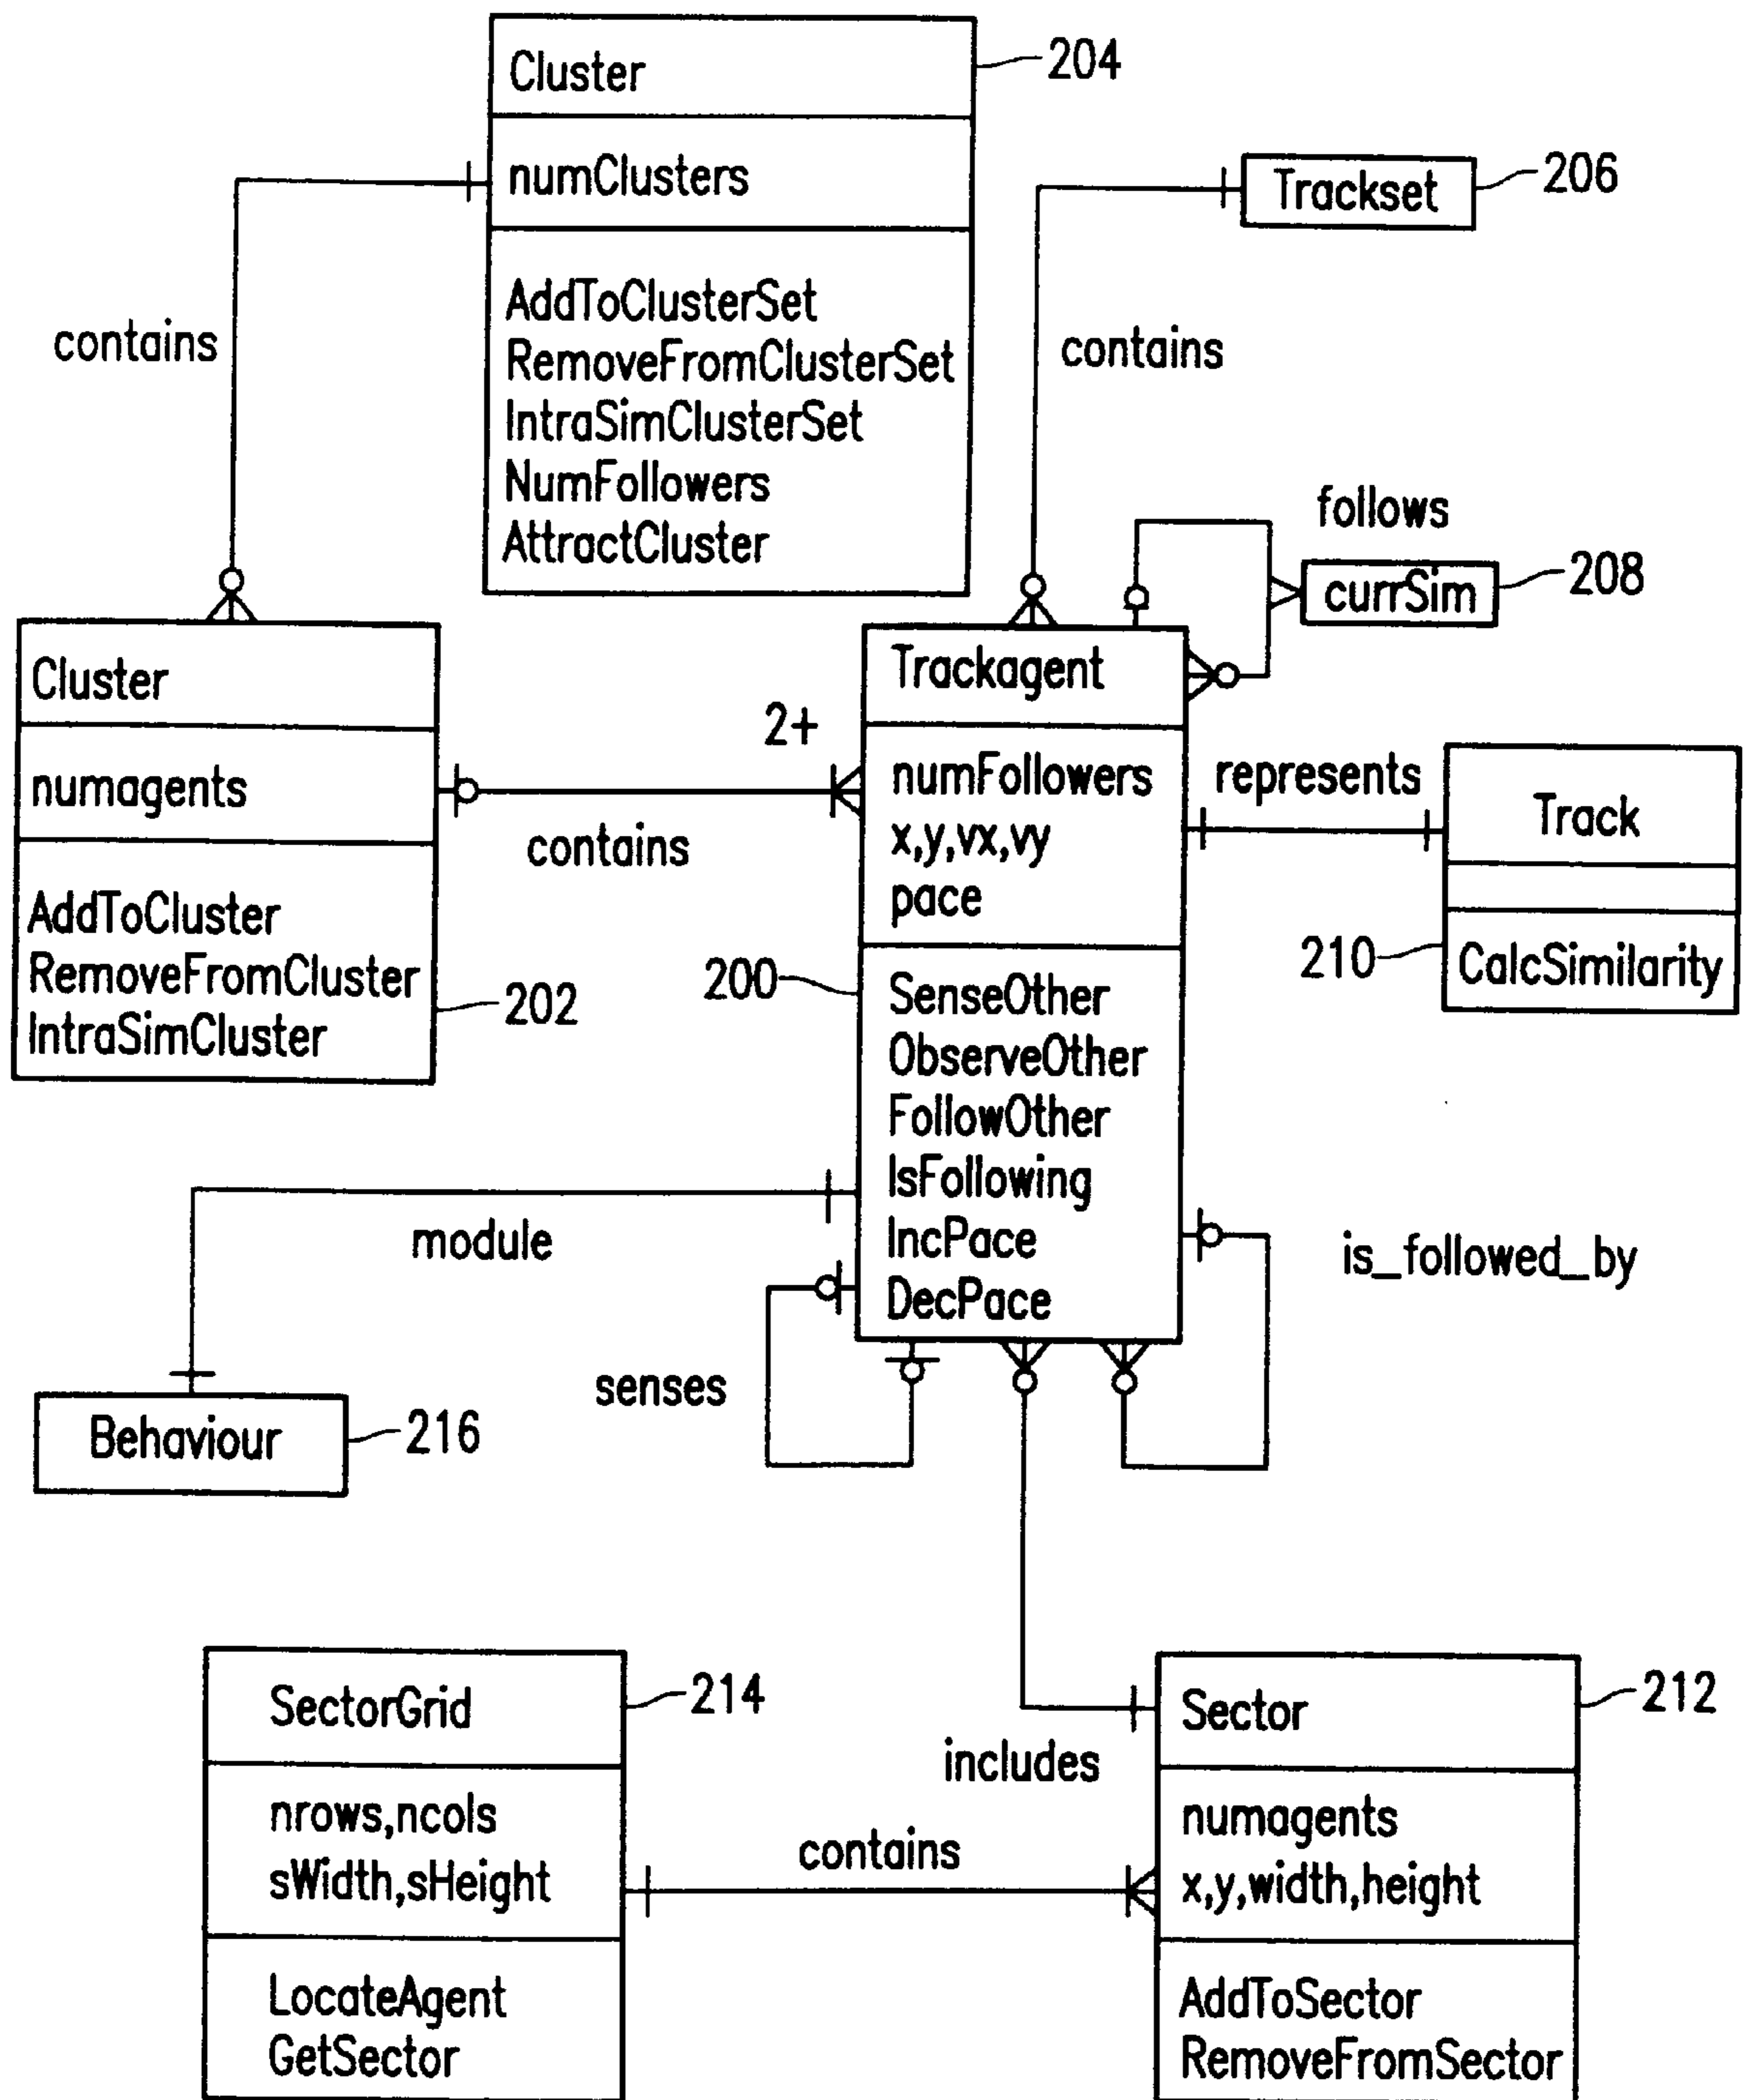 Cluster
204
numClusters
AddToClusterSet
RemoveFromClusterSet
IntraSimClusterSet
NumFollowers
AttractCluster
contains
Trackset
206
contains
follows
currSim
208
Cluster
numagents
AddToCluster
RemoveFromCluster
IntraSimCluster
202
2+
contains
Trackagent
numFollowers
x,y,vx,vy
pace
200
SenseOther
ObserveOther
FollowOther
IsFollowing
IncPace
DecPace
represents
Track
210
CalcSimilarity
module
is_followed_by
senses
Behaviour
216
SectorGrid
214
nrows,ncols
sWidth,sHeight
LocateAgent
GetSector
includes
contains
Sector
212
numagents
x,y,width,height
AddToSector
RemoveFromSector